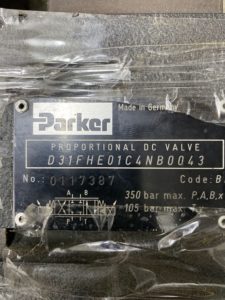 Parker
Made in Germany
PROPORTIONAL DC VALVE
D31FHE01C4NB0043
No.: 0117387
Code: B
A B
350 bar max. P,A,B,x
105 bar max.
P T